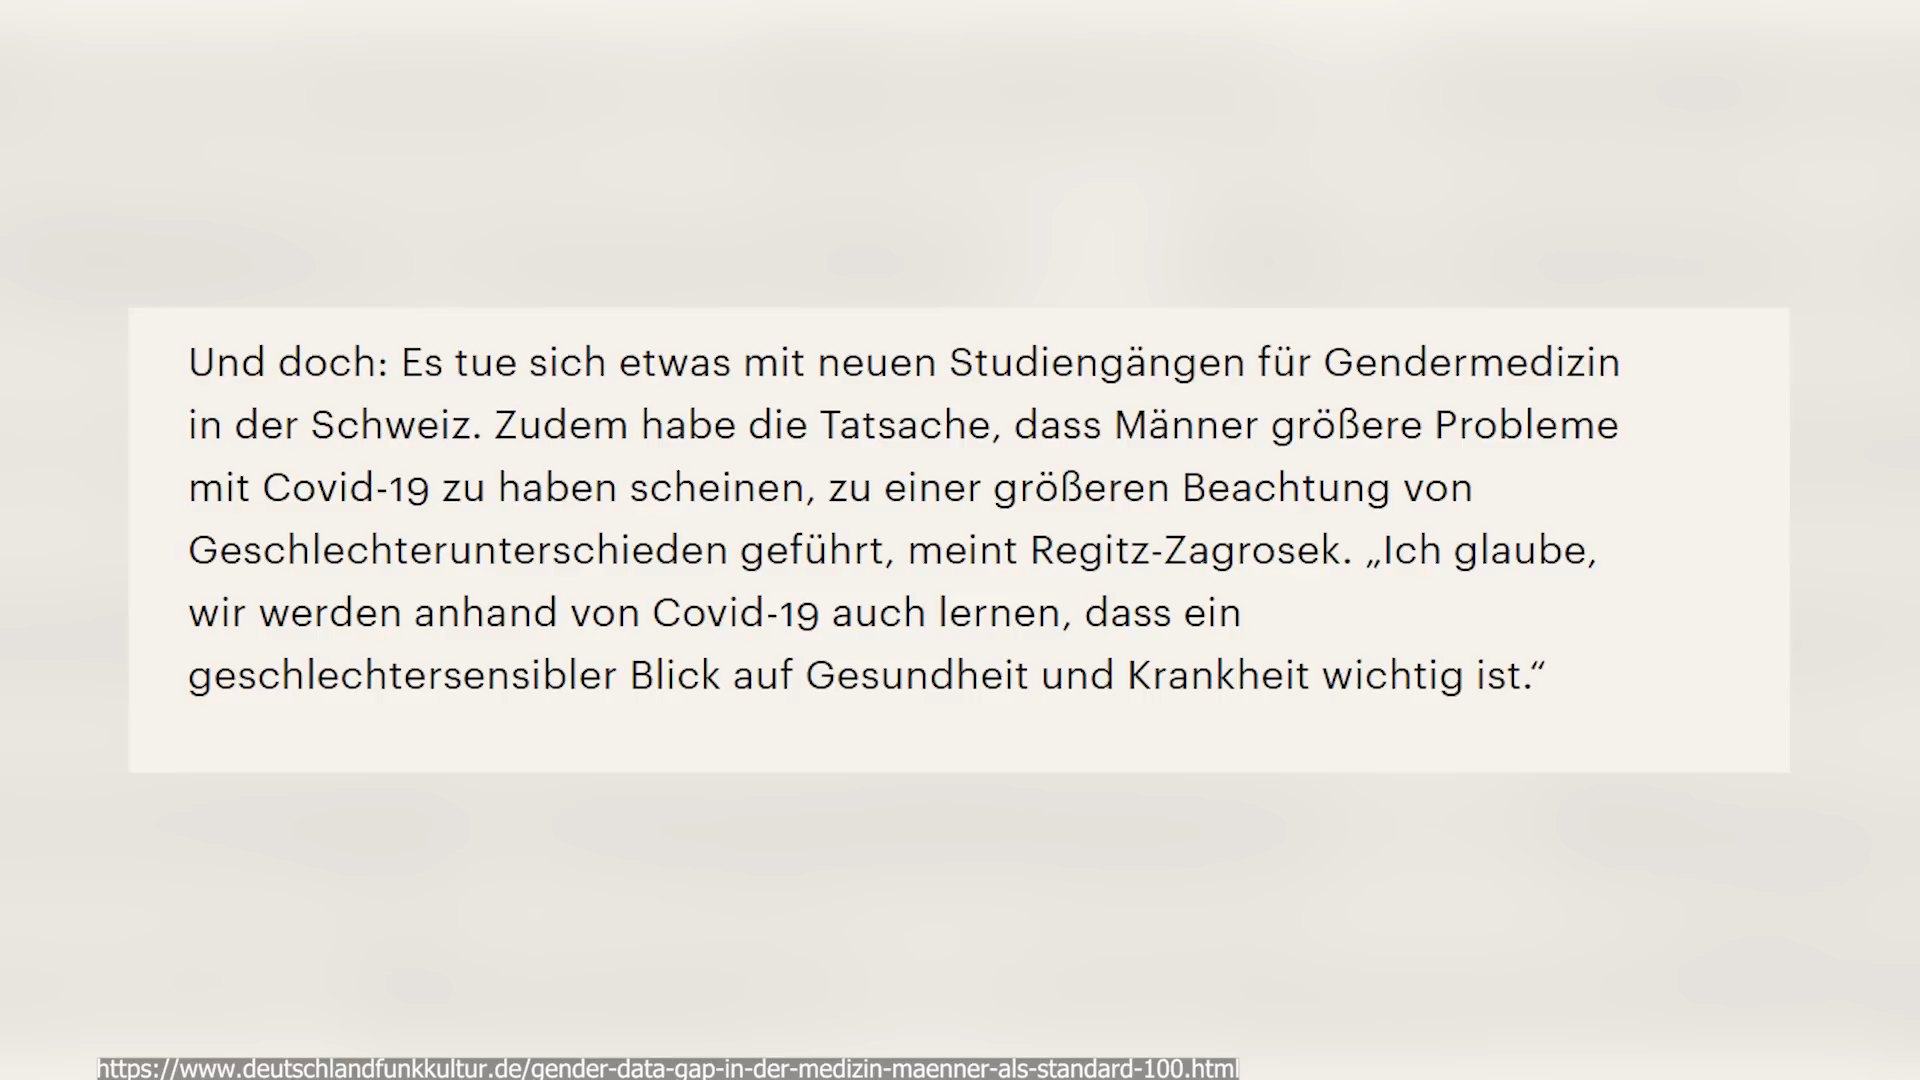 Und doch: Es tue sich etwas mit neuen Studiengängen für Gendermedizin
in der Schweiz. Zudem habe die Tatsache, dass Männer größere Probleme
mit Covid-19 zu haben scheinen, zu einer größeren Beachtung von
Geschlechterunterschieden geführt, meint Regitz-Zagrosek. „Ich glaube,
wir werden anhand von Covid-19 auch lernen, dass ein
geschlechtersensibler Blick auf Gesundheit und Krankheit wichtig ist.“
https://www.deutschlandfunkkultur.de/gender-data-gap-in-der-medizin-maenner-als-standard-100.html